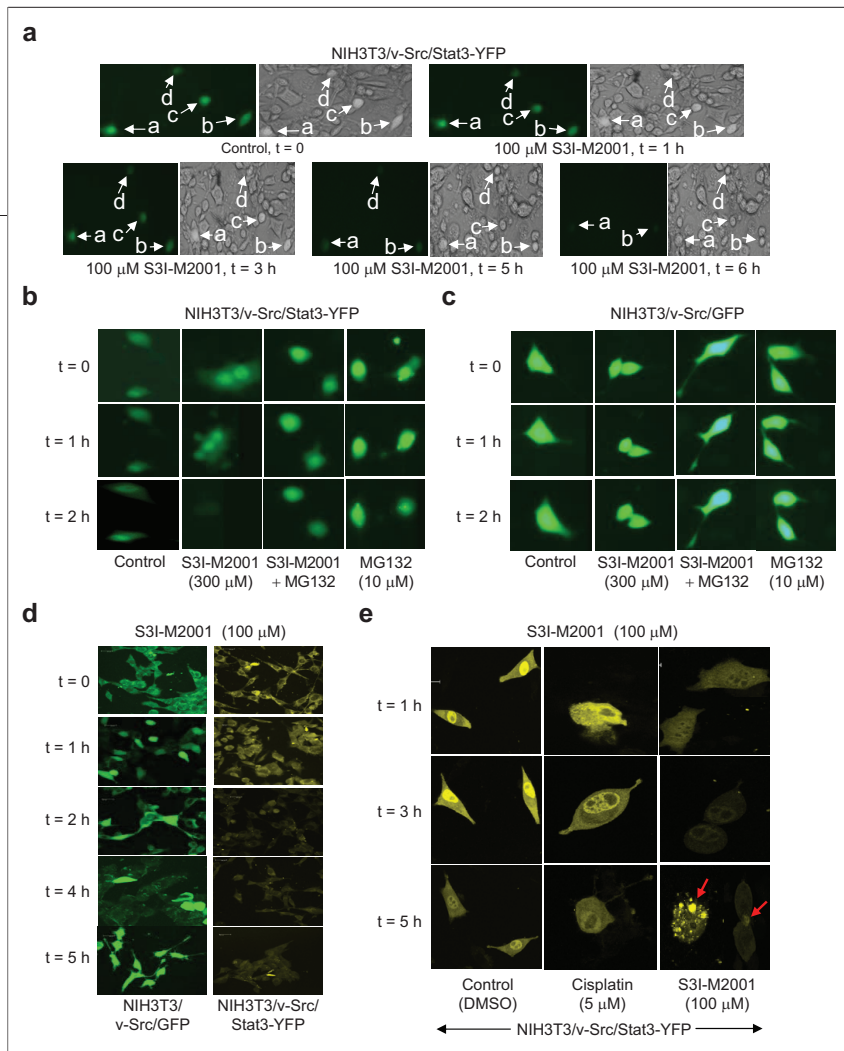 a
NIH3T3/v-Src/Stat3-YFP
d
c
a
b
d
c
a
b
d
c
a
b
d
c
a
b
Control, t = 0
100 μM S3I-M2001, t = 1 h
d
a
c
b
d
c
a
b
d
a
b
d
c
a
b
a
b
d
c
a
b
100 μM S3I-M2001, t = 3 h
100 μM S3I-M2001, t = 5 h
100 μM S3I-M2001, t = 6 h
b
NIH3T3/v-Src/Stat3-YFP
t = 0
t = 1 h
t = 2 h
Control
S3I-M2001
(300 μM)
S3I-M2001
+ MG132
MG132
(10 μM)
c
NIH3T3/v-Src/GFP
t = 0
t = 1 h
t = 2 h
Control
S3I-M2001
(300 μM)
S3I-M2001
+ MG132
MG132
(10 μM)
d
S3I-M2001 (100 μM)
t = 0
t = 1 h
t = 2 h
t = 4 h
t = 5 h
NIH3T3/
v-Src/GFP
NIH3T3/v-Src/
Stat3-YFP
e
S3I-M2001 (100 μM)
t = 1 h
t = 3 h
t = 5 h
Control
(DMSO)
Cisplatin
(5 μM)
S3I-M2001
(100 μM)
NIH3T3/v-Src/Stat3-YFP